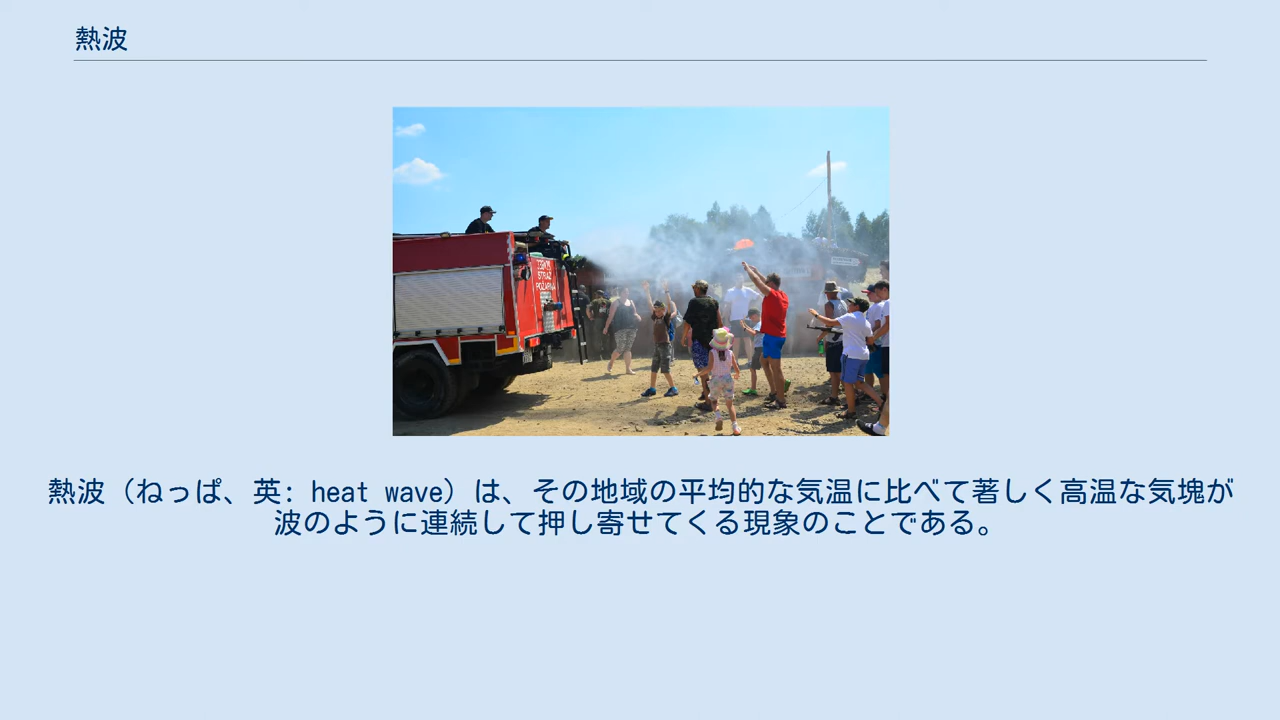 熱波
熱波（ねっぱ、英: heat wave）は、その地域の平均的な気温に比べて著しく高温な気塊が
波のように連続して押し寄せてくる現象のことである。